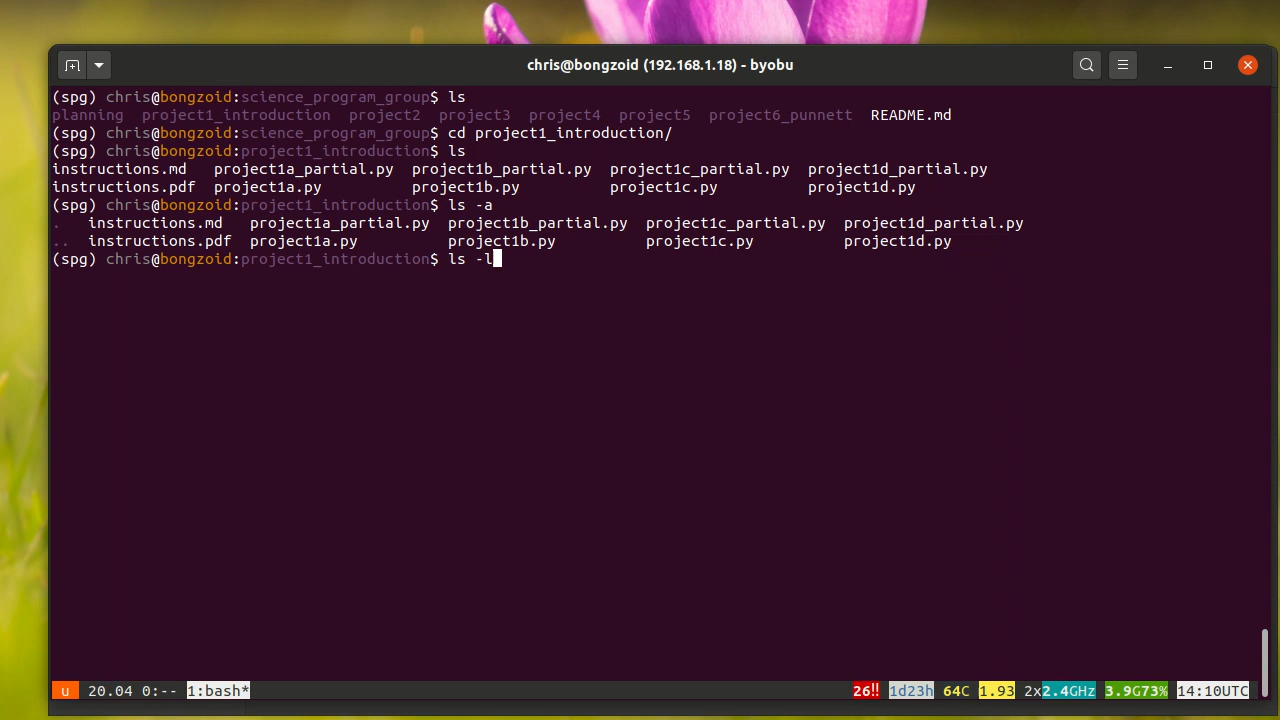 chris@bongzoid (192.168.1.18) - byobu
(spg) chris@bongzoid:science_program_group$ ls
planning  project1_introduction  project2  project3  project4  project5  project6_punnett  README.md
(spg) chris@bongzoid:science_program_group$ cd project1_introduction/
(spg) chris@bongzoid:project1_introduction$ ls
instructions.md   project1a_partial.py  project1b_partial.py  project1c_partial.py  project1d_partial.py
instructions.pdf  project1a.py          project1b.py          project1c.py          project1d.py
(spg) chris@bongzoid:project1_introduction$ ls -a
.   instructions.md   project1a_partial.py  project1b_partial.py  project1c_partial.py  project1d_partial.py
..  instructions.pdf  project1a.py          project1b.py          project1c.py          project1d.py
(spg) chris@bongzoid:project1_introduction$ ls -l
u 20.04 0:-- 1:bash* 26!! 1d23h 64C 1.93 2x2.4GHz 3.9G73% 14:10UTC